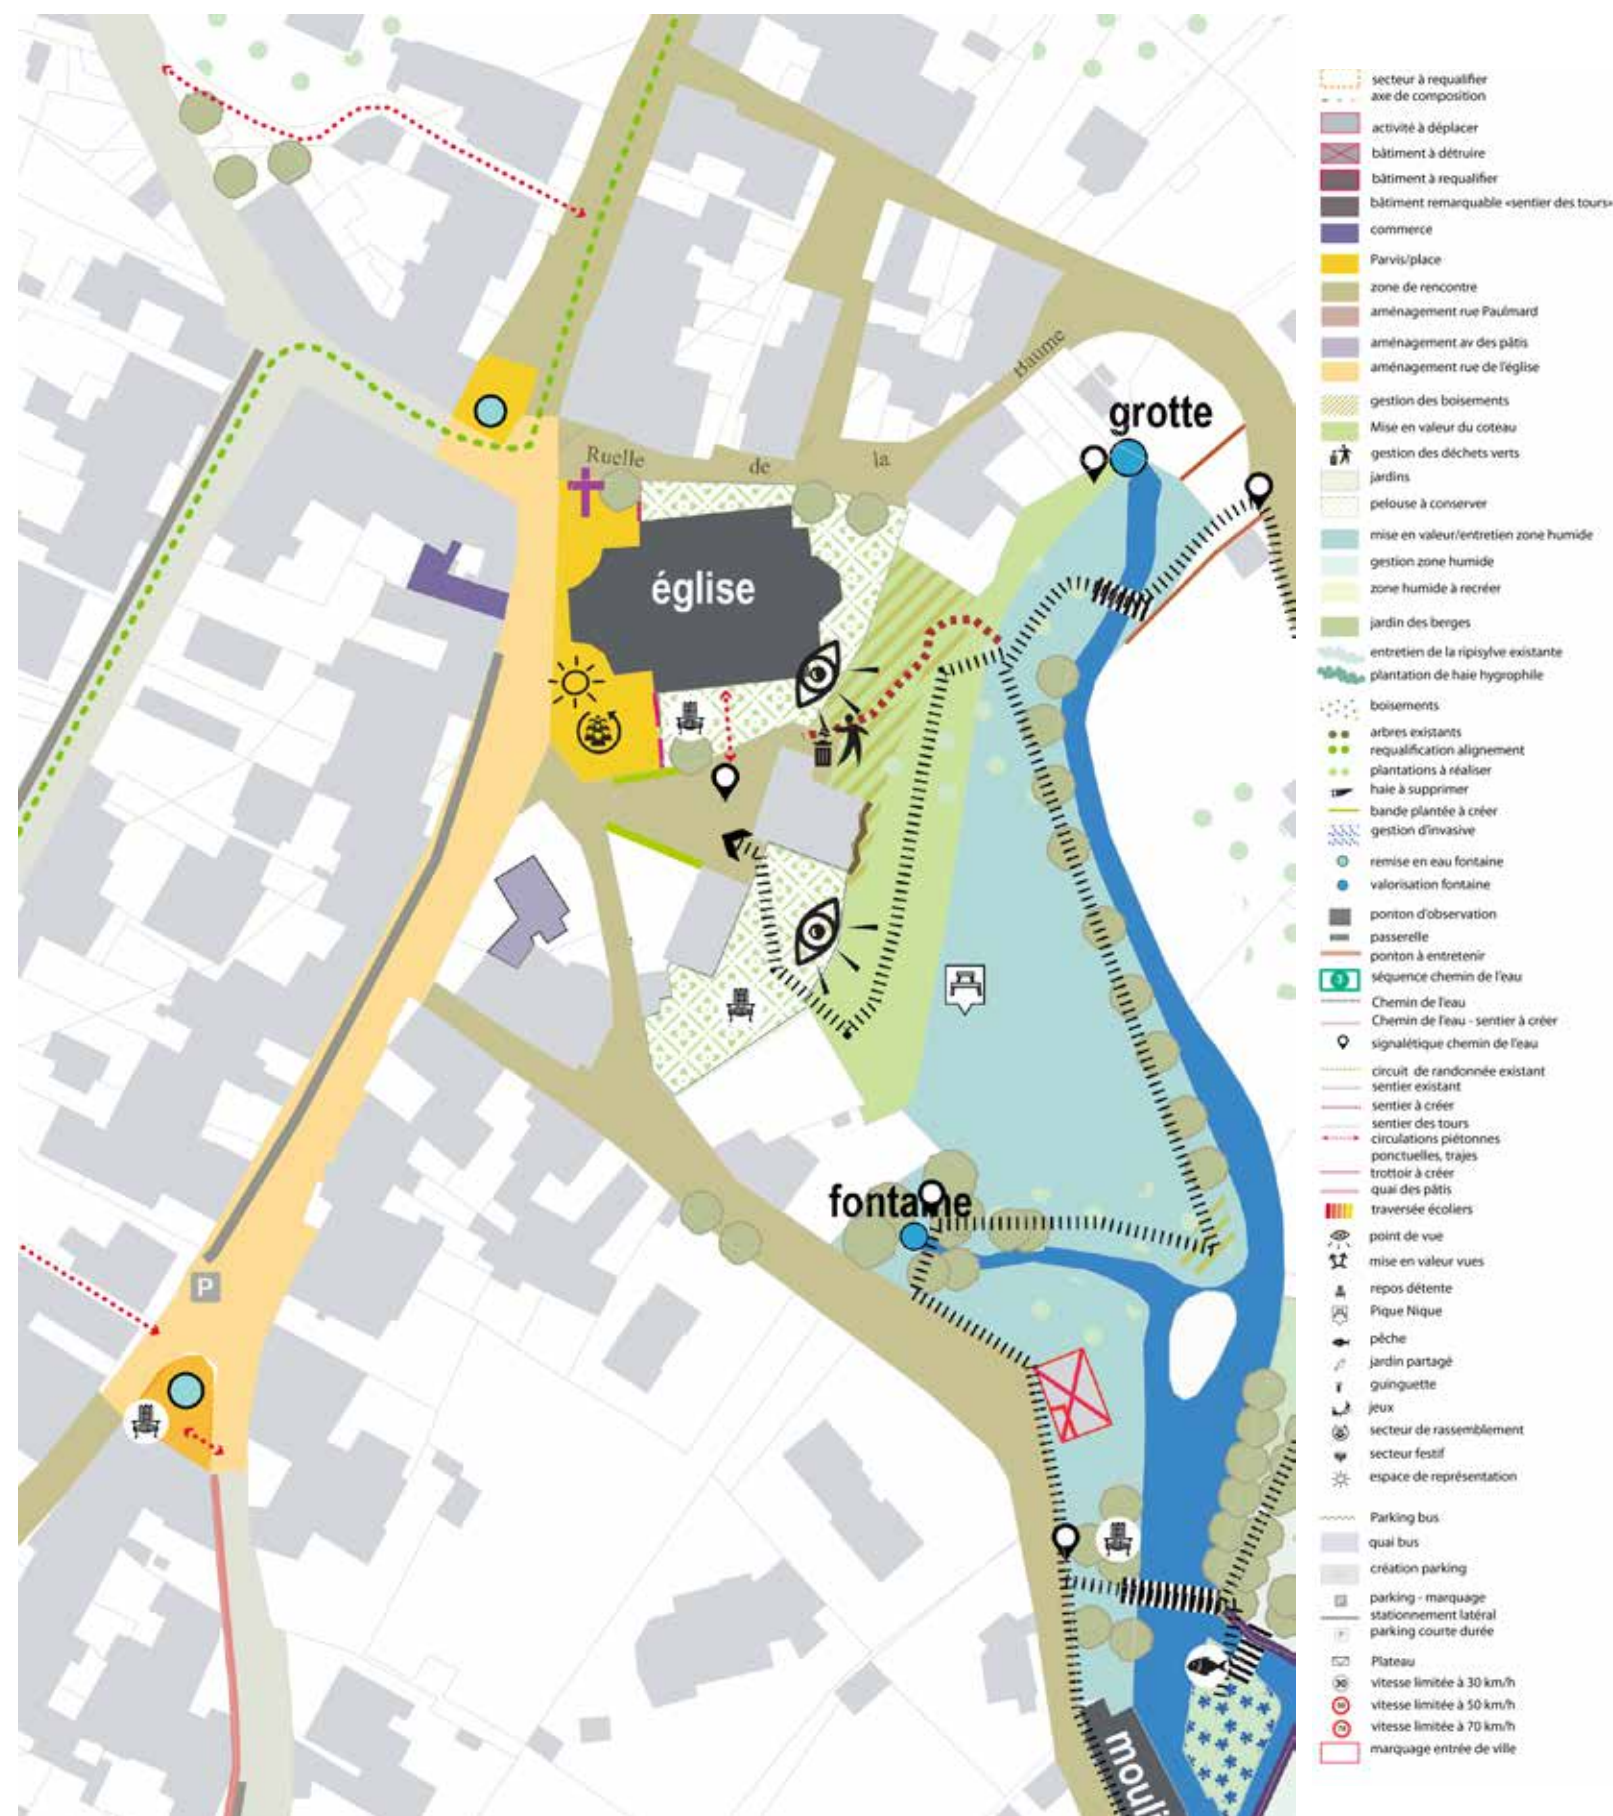 Ruelle
de
la
Baume
grotte
église
fontaine
P
mouli
secteur à requalifier
axe de composition
activité à déplacer
bâtiment à détruire
bâtiment à requalifier
bâtiment remarquable «sentier des tours»
commerce
Parvis/place
zone de rencontre
aménagement rue Paulmard
aménagement av des pâtis
aménagement rue de l'église
gestion des boisements
Mise en valeur du coteau
gestion des déchets verts
jardins
pelouse à conserver
mise en valeur/entretien zone humide
gestion zone humide
zone humide à recréer
jardin des berges
entretien de la ripisylve existante
plantation de haie hygrophile
boisements
arbres existants
requalification alignement
plantations à réaliser
haie à supprimer
bande plantée à créer
gestion d'invasive
remise en eau fontaine
valorisation fontaine
ponton d'observation
passerelle
ponton à entretenir
séquence chemin de l'eau
Chemin de l'eau
Chemin de l'eau - sentier à créer
signalétique chemin de l'eau
circuit de randonnée existant
sentier existant
sentier à créer
sentier des tours
circulations piétonnes
ponctuelles, trajes
trottoir à créer
quai des pâtis
traversée écoliers
point de vue
mise en valeur vues
repos détente
Pique Nique
pêche
jardin partagé
guinguette
jeux
secteur de rassemblement
secteur festif
espace de représentation
Parking bus
quai bus
création parking
parking - marquage
stationnement latéral
P parking courte durée
Plateau
30 vitesse limitée à 30 km/h
vitesse limitée à 50 km/h
vitesse limitée à 70 km/h
marquage entrée de ville